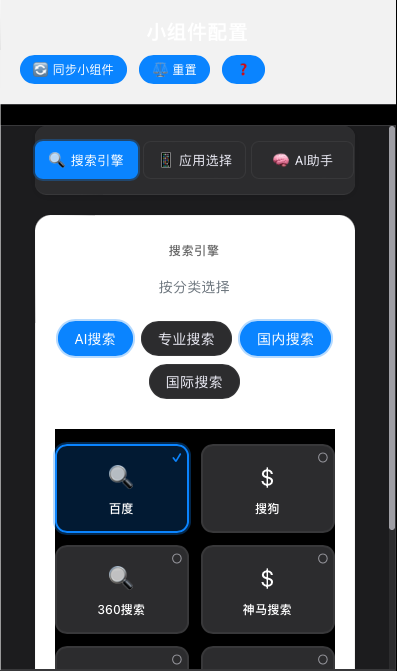 小组件配置
同步小组件 重置 ?
搜索引擎 应用选择 AI助手
搜索引擎
按分类选择
AI搜索 专业搜索 国内搜索
国际搜索
$
百度 搜狗
$
360搜索 神马搜索